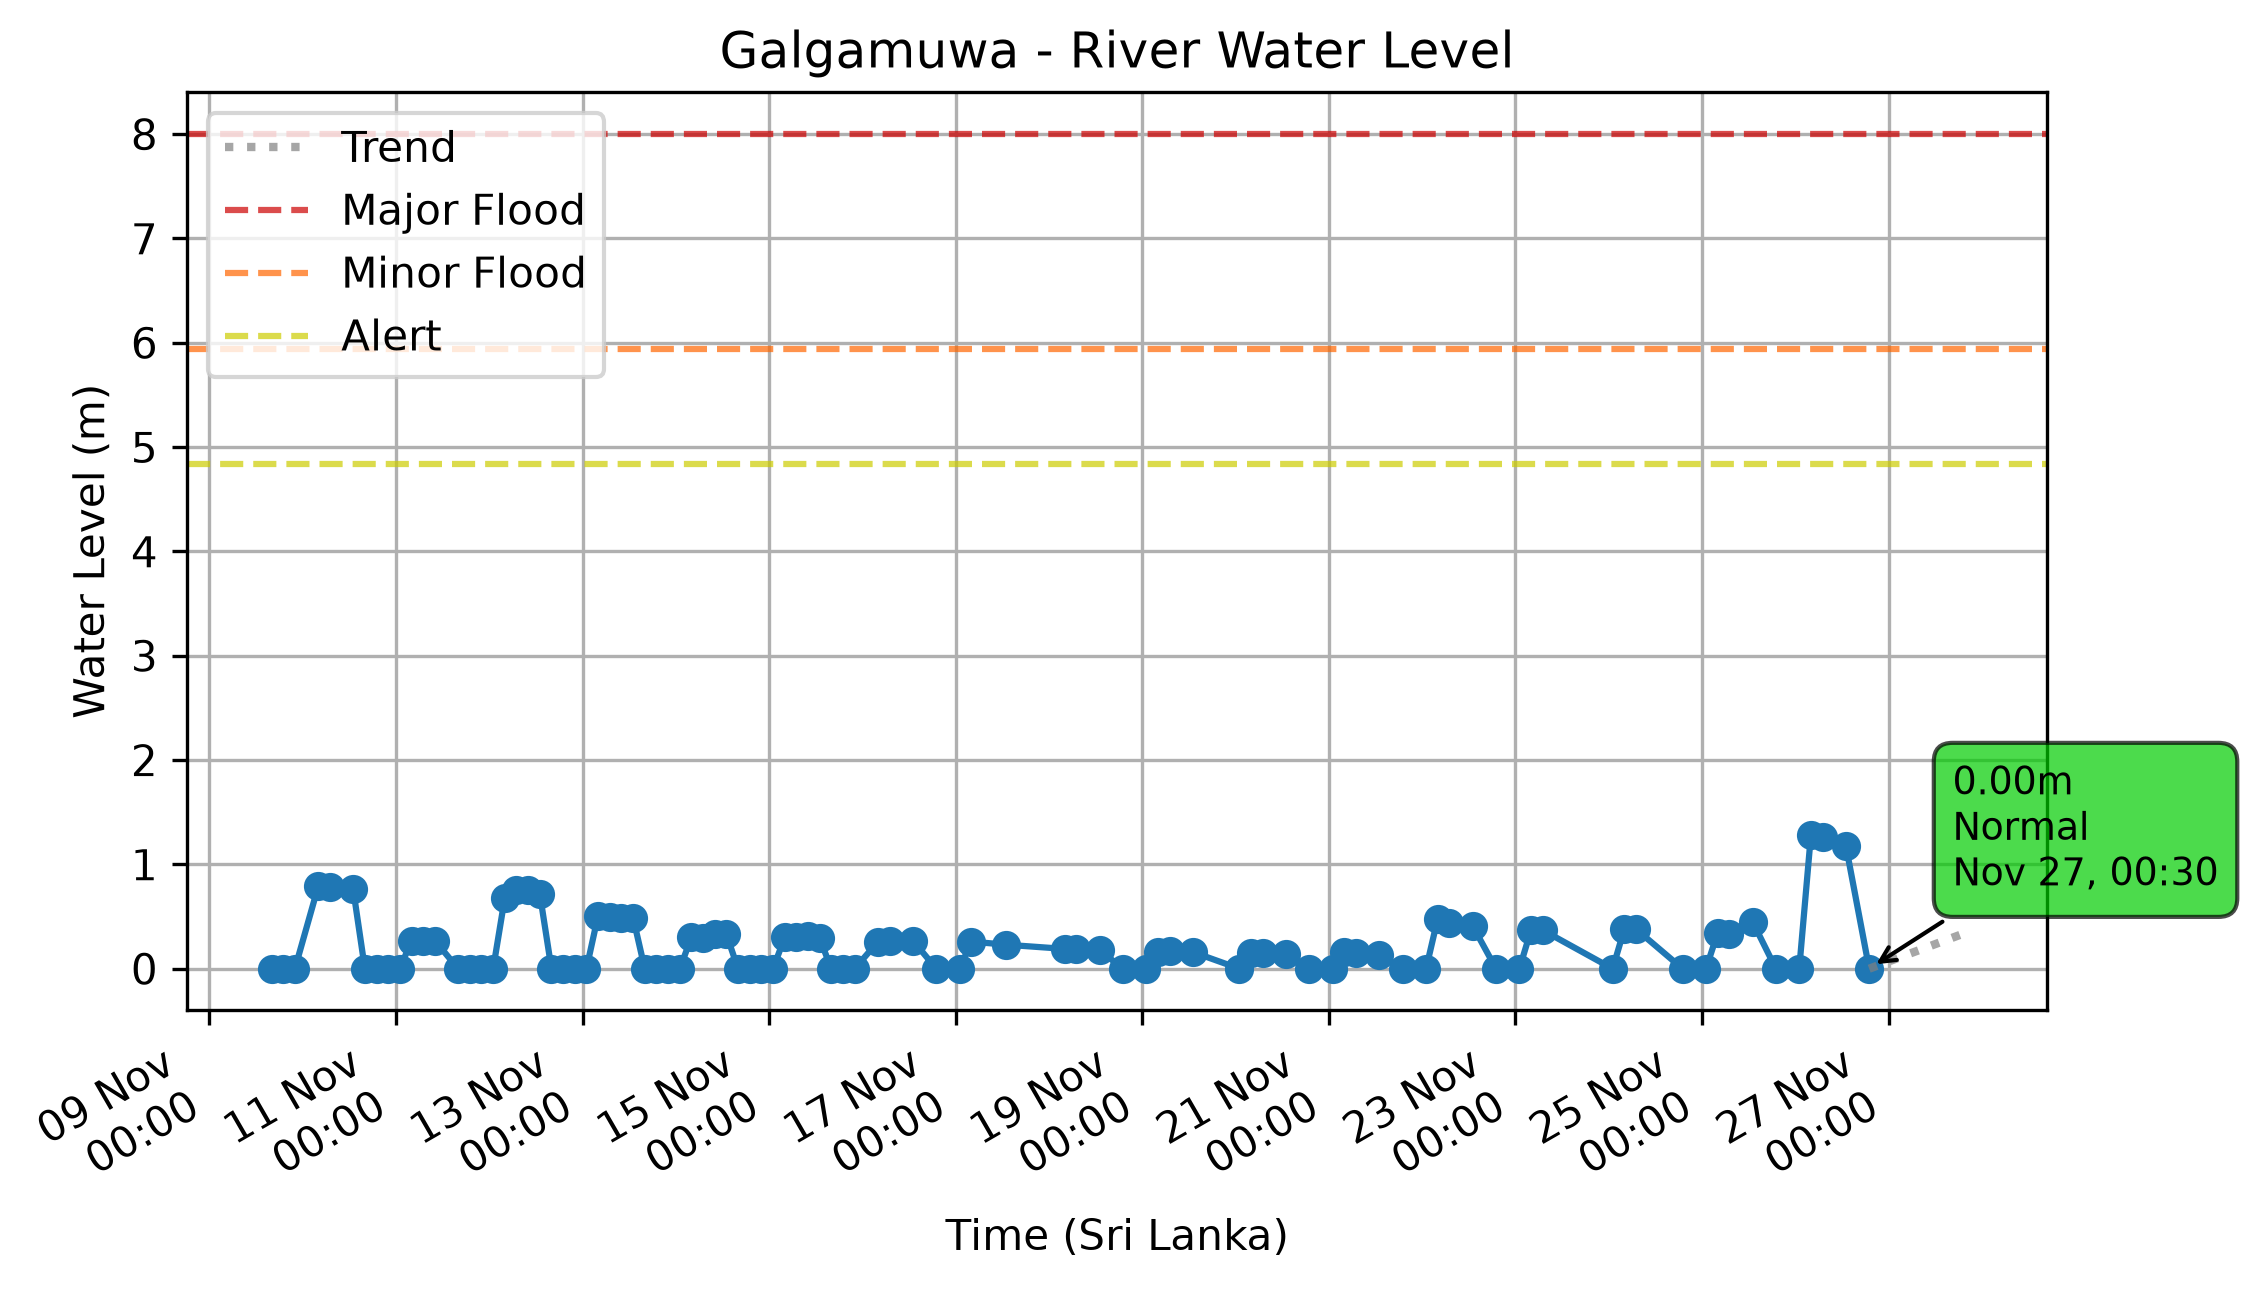 Galgamuwa - River Water Level
Trend
Major Flood
Minor Flood
Alert
8
7
6
5
4
3
2
1
0
Water Level (m)
0.00m
Normal
Nov 27, 00:30
09 Nov
00:00
11 Nov
00:00
13 Nov
00:00
15 Nov
00:00
17 Nov
00:00
19 Nov
00:00
21 Nov
00:00
23 Nov
00:00
25 Nov
00:00
27 Nov
00:00
Time (Sri Lanka)